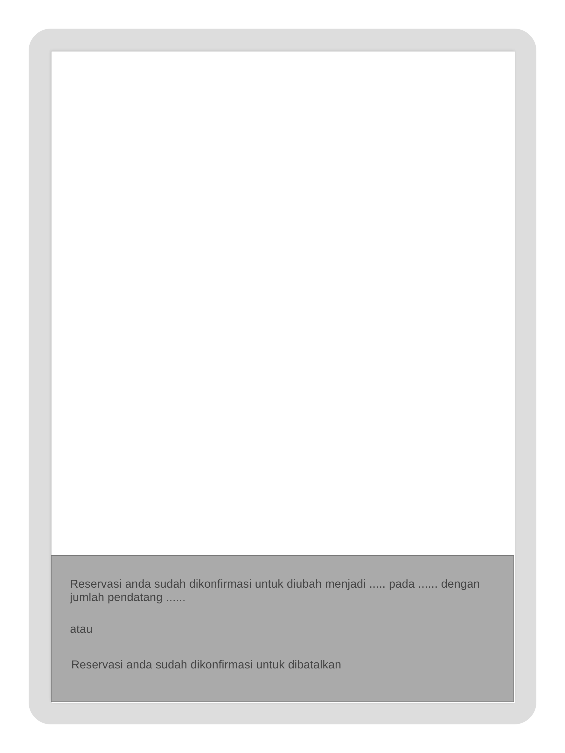 Reservasi anda sudah dikonfirmasi untuk diubah menjadi ..... pada ...... dengan
jumlah pendatang ......
atau
Reservasi anda sudah dikonfirmasi untuk dibatalkan